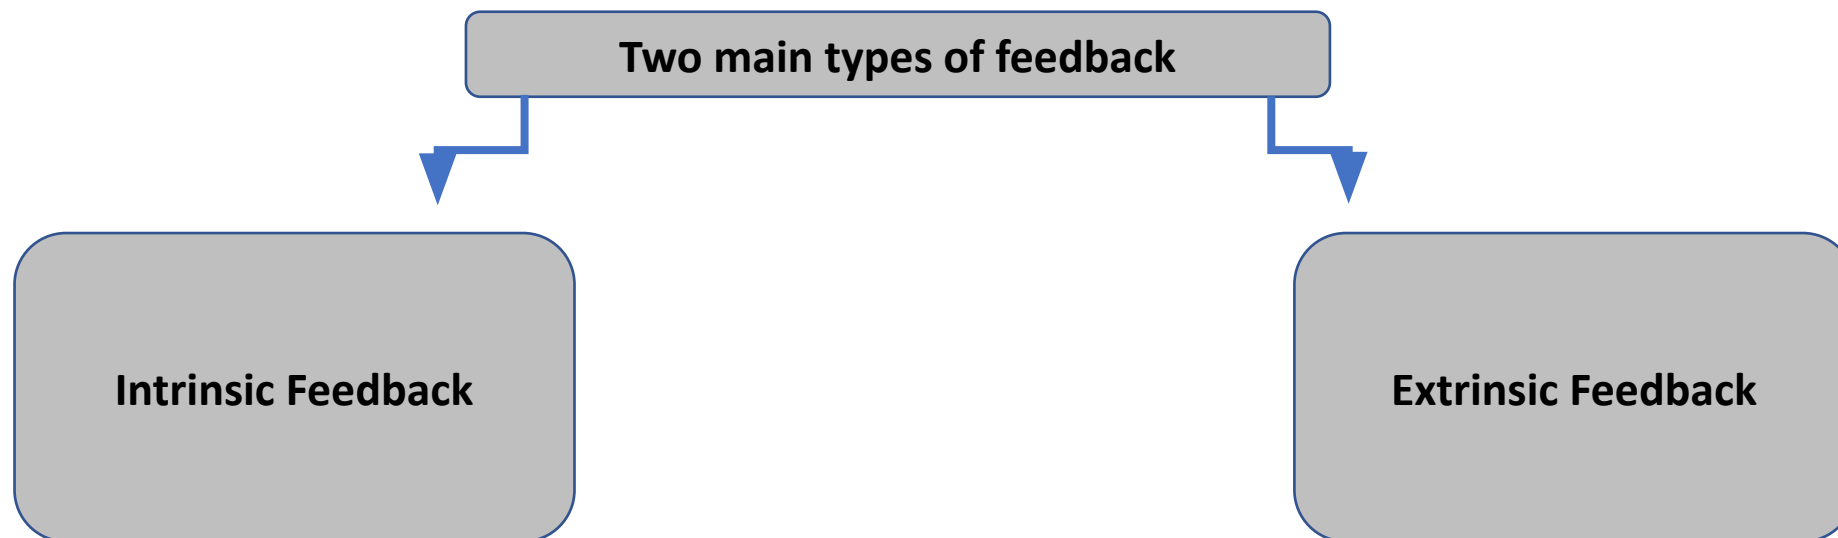 Two main types of feedback
Intrinsic Feedback
Extrinsic Feedback